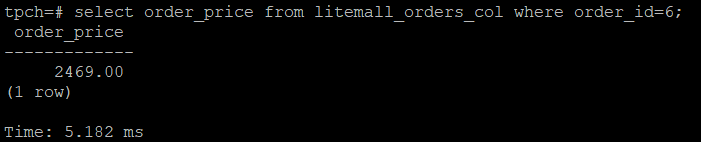 tpch=# select order_price from litemall_orders_col where order_id=6;
 order_price
-------------
     2469.00
(1 row)

Time: 5.182 ms